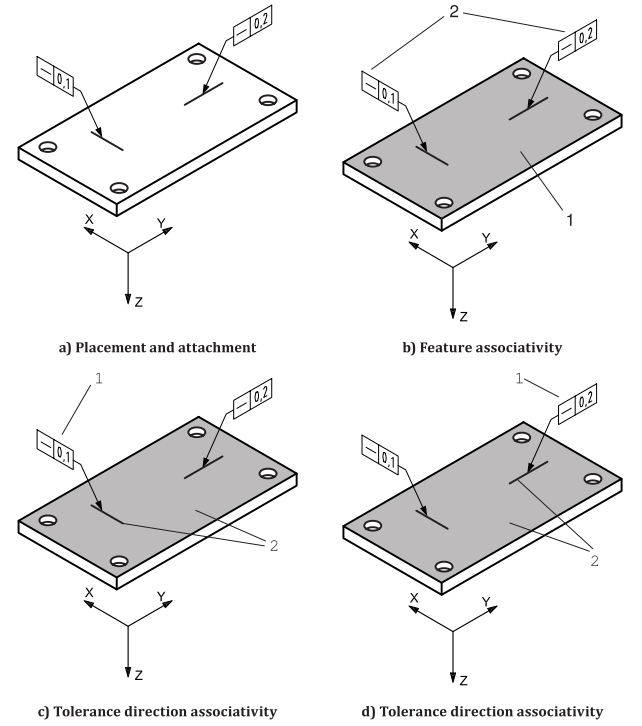 0,2
— 0,1
X
Y
Z
a) Placement and attachment
2
— 0,2
— 0,1
1
X
Y
Z
b) Feature associativity
1
— 0,2
— 0,1
2
X
Y
Z
c) Tolerance direction associativity
1
— 0,2
— 0,1
2
X
Y
Z
d) Tolerance direction associativity